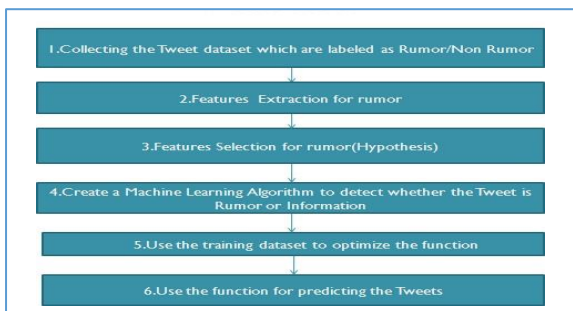 1.Collecting the Tweet dataset which are labeled as Rumor/Non Rumor
2.Features Extraction for rumor
3.Features Selection for rumor(Hypothesis)
4.Create a Machine Learning Algorithm to detect whether the Tweet is
Rumor or Information
5.Use the training dataset to optimize the function
6.Use the function for predicting the Tweets